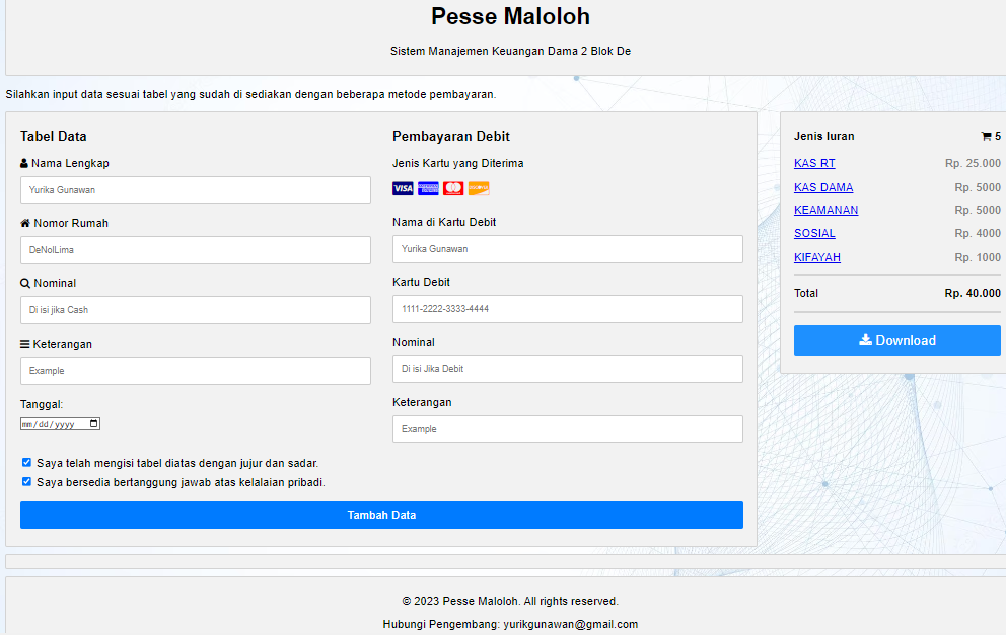 Pesse Maloloh
Sistem Manajemen Keuangan Dama 2 Blok De
Silahkan input data sesuai tabel yang sudah di sediakan dengan beberapa metode pembayaran.
Tabel Data
Nama Lengkap
Yurika Gunawan
Nomor Rumah
DeNolLima
Nominal
Di isi jika Cash
Keterangan
Example
Tanggal:
mm/dd/yyyy
Pembayaran Debit
Jenis Kartu yang Diterima
VISA
DISCOVER
Nama di Kartu Debit
Yurika Gunawan
Kartu Debit
1111-2222-3333-4444
Nominal
Di isi Jika Debit
Keterangan
Example
Saya telah mengisi tabel diatas dengan jujur dan sadar.
Saya bersedia bertanggung jawab atas kellalaian pribadi.
Tambah Data
Jenis Iuran 5
KAS RT Rp. 25.000
KAS DAMA Rp. 5000
KEAMANAN Rp. 5000
SOSIAL Rp. 4000
KIFAYAH Rp. 1000
Total Rp. 40.000
Download
© 2023 Pesse Maloloh. All rights reserved.
Hubungi Pengembang: yurikgunawan@gmail.com